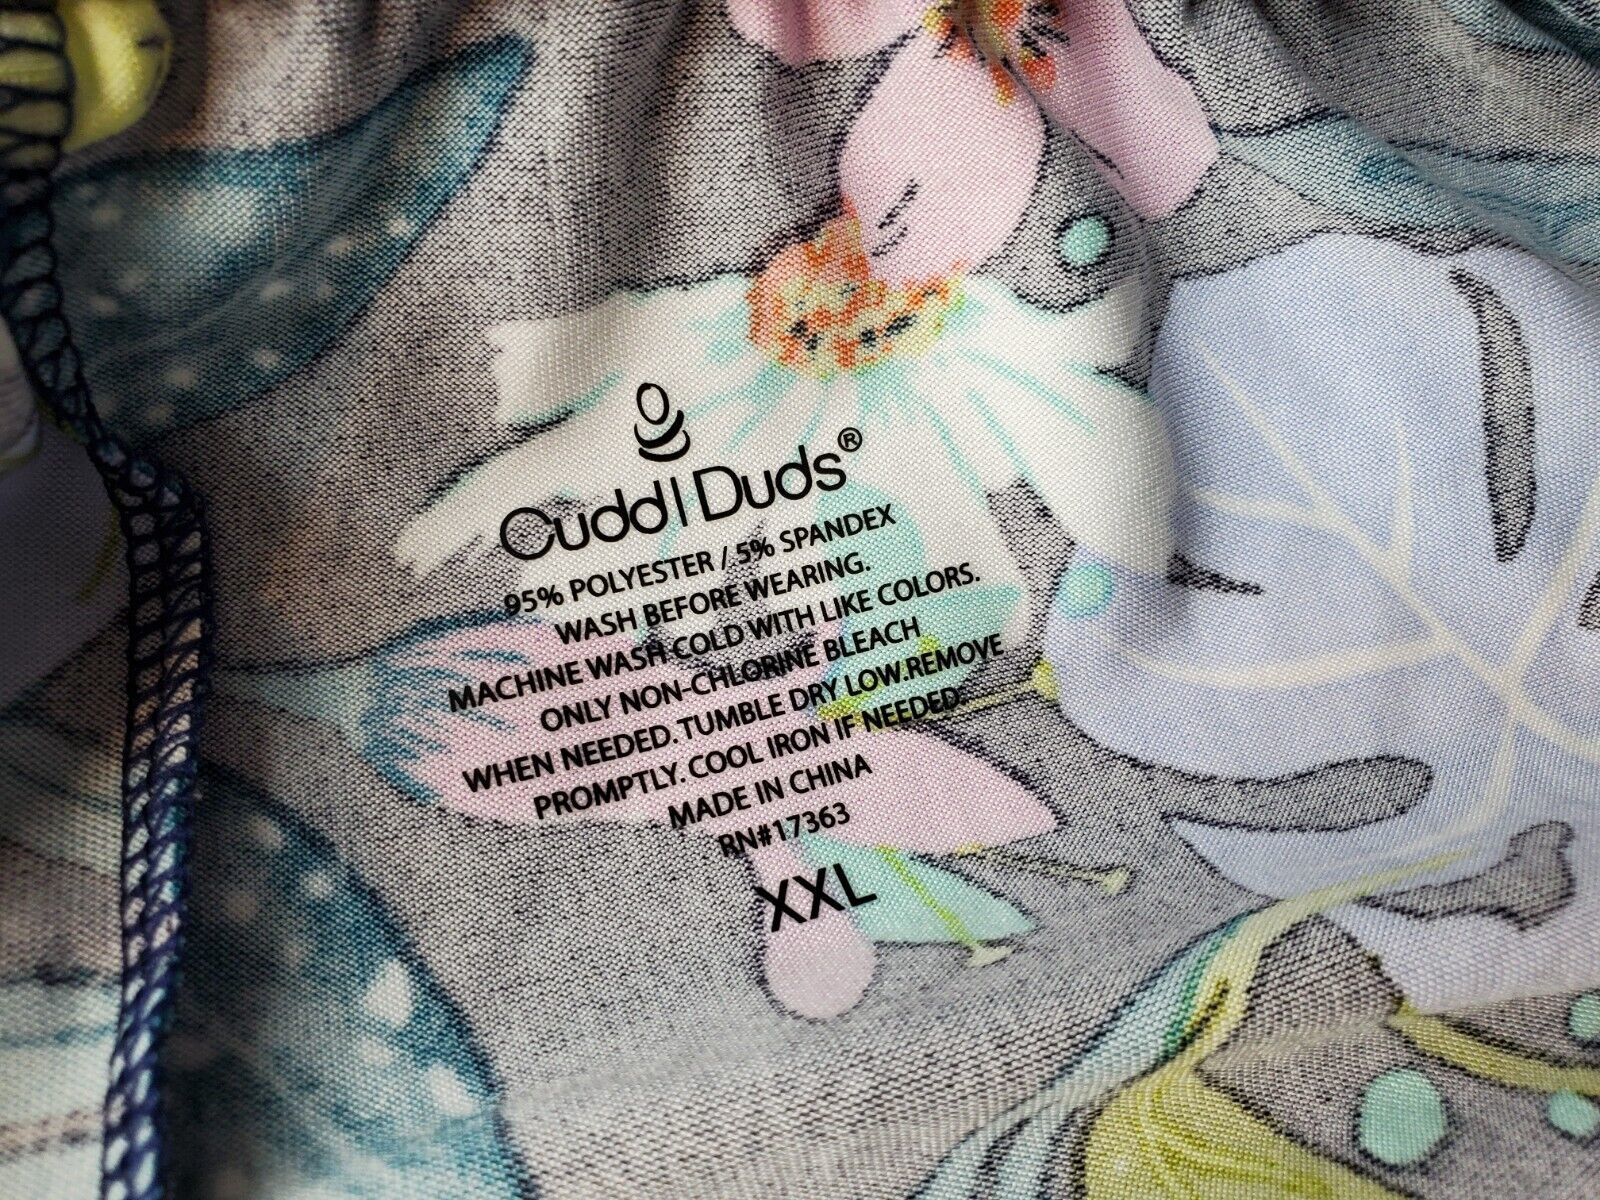 Cudd|Duds®
95% POLYESTER / 5% SPANDEX
WASH BEFORE WEARING.
MACHINE WASH COLD WITH LIKE COLORS.
ONLY NON-CHLORINE BLEACH
WHEN NEEDED. TUMBLE DRY LOW.REMOVE
PROMPTLY. COOL IRON IF NEEDED.
MADE IN CHINA
RN#17363
XXL